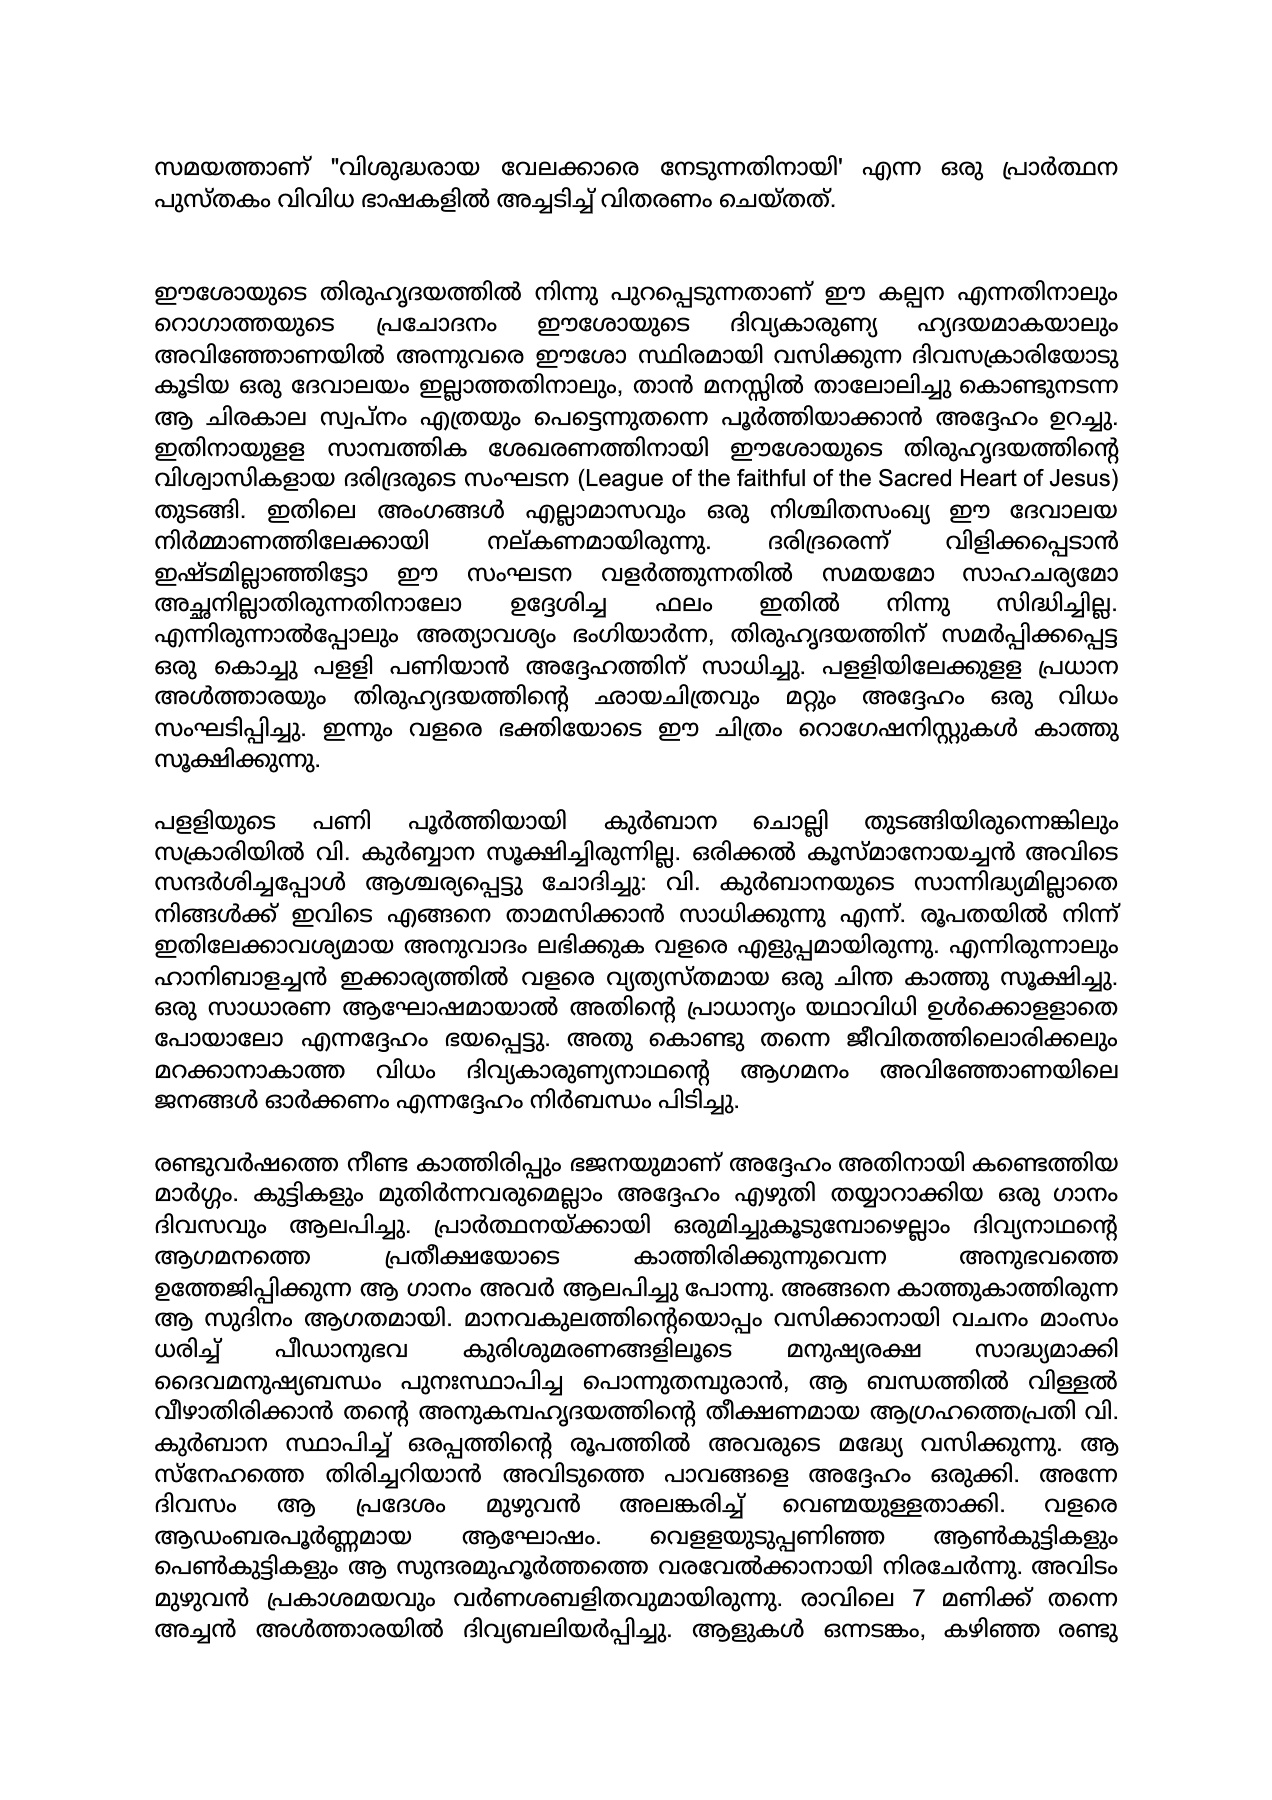 സമയത്താണ് "വിശുദ്ധരായ വേലക്കാരെ നേടുന്നതിനായി' എന്ന ഒരു പ്രാർത്ഥന
പുസ്തകം വിവിധ ഭാഷകളിൽ അച്ചടിച്ച് വിതരണം ചെയ്തത്.
ഈശോയുടെ തിരുഹൃദയത്തിൽ നിന്നു പുറപ്പെടുന്നതാണ് ഈ കല്പന എന്നതിനാലും
റൊഗാത്തയുടെ പ്രചോദനം ഈശോയുടെ ദിവ്യകാരുണ്യ ഹ്യദയമാകയാലും
അവിഞ്ഞോണയിൽ അന്നുവരെ ഈശോ സ്ഥിരമായി വസിക്കുന്ന ദിവസക്രാരിയോടു
കൂടിയ ഒരു ദേവാലയം ഇല്ലാത്തതിനാലും, താൻ മനസ്സിൽ താലോലിച്ചു കൊണ്ടുനടന്ന
ആ ചിരകാല സ്വപ്നം എത്രയും പെട്ടെന്നുതന്നെ പൂർത്തിയാക്കാൻ അദ്ദേഹം ഉറച്ചു.
ഇതിനായുളള സാമ്പത്തിക ശേഖരണത്തിനായി ഈശോയുടെ തിരുഹൃദയത്തിന്റെ
വിശ്വാസികളായ ദരിദ്രരുടെ സംഘടന (League of the faithful of the Sacred Heart of Jesus)
തുടങ്ങി. ഇതിലെ അംഗങ്ങൾ എല്ലാമാസവും ഒരു നിശ്ചിതസംഖ്യ ഈ ദേവാലയ
നിർമ്മാണത്തിലേക്കായി നല്കണമായിരുന്നു. ദരിദ്രരെന്ന് വിളിക്കപ്പെടാൻ
ഇഷ്ടമില്ലാഞ്ഞിട്ടോ ഈ സംഘടന വളർത്തുന്നതിൽ സമയമോ സാഹചര്യമോ
അച്ഛനില്ലാതിരുന്നതിനാലോ ഉദ്ദേശിച്ച ഫലം ഇതിൽ നിന്നു സിദ്ധിച്ചില്ല.
എന്നിരുന്നാൽപ്പോലും അത്യാവശ്യം ഭംഗിയാർന്ന, തിരുഹൃദയത്തിന് സമർപ്പിക്കപ്പെട്ട
ഒരു കൊച്ചു പളളി പണിയാൻ അദ്ദേഹത്തിന് സാധിച്ചു. പളളിയിലേക്കുളള പ്രധാന
അൾത്താരയും തിരുഹ്യദയത്തിന്റെ ഛായചിത്രവും മറ്റും അദ്ദേഹം ഒരു വിധം
സംഘടിപ്പിച്ചു. ഇന്നും വളരെ ഭക്തിയോടെ ഈ ചിത്രം റൊഗേഷനിസ്റ്റുകൾ കാത്തു
സൂക്ഷിക്കുന്നു.
പളളിയുടെ പണി പൂർത്തിയായി കുർബാന ചൊല്ലി തുടങ്ങിയിരുന്നെങ്കിലും
സക്രാരിയിൽ വി. കുർബ്ബാന സൂക്ഷിച്ചിരുന്നില്ല. ഒരിക്കൽ കൂസ്മാനോയച്ചൻ അവിടെ
സന്ദർശിച്ചപ്പോൾ ആശ്ചര്യപ്പെട്ടു ചോദിച്ചു: വി. കുർബാനയുടെ സാന്നിദ്ധ്യമില്ലാതെ
നിങ്ങൾക്ക് ഇവിടെ എങ്ങനെ താമസിക്കാൻ സാധിക്കുന്നു എന്ന്. രൂപതയിൽ നിന്ന്
ഇതിലേക്കാവശ്യമായ അനുവാദം ലഭിക്കുക വളരെ എളുപ്പമായിരുന്നു. എന്നിരുന്നാലും
ഹാനിബാളച്ചൻ ഇക്കാര്യത്തിൽ വളരെ വ്യത്യസ്തമായ ഒരു ചിന്ത കാത്തു സൂക്ഷിച്ചു.
ഒരു സാധാരണ ആഘോഷമായാൽ അതിന്റെ പ്രാധാന്യം യഥാവിധി ഉൾക്കൊളളാതെ
പോയാലോ എന്നദ്ദേഹം ഭയപ്പെട്ടു. അതു കൊണ്ടു തന്നെ ജീവിതത്തിലൊരിക്കലും
മറക്കാനാകാത്ത വിധം ദിവ്യകാരുണ്യനാഥന്റെ ആഗമനം അവിഞ്ഞോണയിലെ
ജനങ്ങൾ ഓർക്കണം എന്നദ്ദേഹം നിർബന്ധം പിടിച്ചു.
രണ്ടുവർഷത്തെ നീണ്ട കാത്തിരിപ്പും ഭജനയുമാണ് അദ്ദേഹം അതിനായി കണ്ടെത്തിയ
മാർഗ്ഗം. കുട്ടികളും മുതിർന്നവരുമെല്ലാം അദ്ദേഹം എഴുതി തയ്യാറാക്കിയ ഒരു ഗാനം
ദിവസവും ആലപിച്ചു. പ്രാർത്ഥനയ്ക്കായി ഒരുമിച്ചുകൂടുമ്പോഴെല്ലാം ദിവ്യനാഥന്റെ
ആഗമനത്തെ പ്രതീക്ഷയോടെ കാത്തിരിക്കുന്നുവെന്ന അനുഭവത്തെ
ഉത്തേജിപ്പിക്കുന്ന ആ ഗാനം അവർ ആലപിച്ചു പോന്നു. അങ്ങനെ കാത്തുകാത്തിരുന്ന
ആ സുദിനം ആഗതമായി. മാനവകുലത്തിന്റെയൊപ്പം വസിക്കാനായി വചനം മാംസം
ധരിച്ച് പീഡാനുഭവ കുരിശുമരണങ്ങളിലൂടെ മനുഷ്യരക്ഷ സാദ്ധ്യമാക്കി
ദൈവമനുഷ്യബന്ധം പുനഃസ്ഥാപിച്ച പൊന്നുതമ്പുരാൻ, ആ ബന്ധത്തിൽ വിള്ളൽ
വീഴാതിരിക്കാൻ തന്റെ അനുകമ്പഹൃദയത്തിന്റെ തീക്ഷണമായ ആഗ്രഹത്തെപ്രതി വി.
കുർബാന സ്ഥാപിച്ച് ഒരപ്പത്തിന്റെ രൂപത്തിൽ അവരുടെ മദ്ധ്യേ വസിക്കുന്നു. ആ
സ്നേഹത്തെ തിരിച്ചറിയാൻ അവിടുത്തെ പാവങ്ങളെ അദ്ദേഹം ഒരുക്കി. അന്നേ
ദിവസം ആ പ്രദേശം മുഴുവൻ അലങ്കരിച്ച് വെണ്മയുള്ളതാക്കി. വളരെ
ആഡംബരപൂർണ്ണമായ ആഘോഷം. വെളളയുടുപ്പണിഞ്ഞ ആൺകുട്ടികളും
പെൺകുട്ടികളും ആ സുന്ദരമുഹൂർത്തത്തെ വരവേൽക്കാനായി നിരചേർന്നു. അവിടം
മുഴുവൻ പ്രകാശമയവും വർണശബളിതവുമായിരുന്നു. രാവിലെ 7 മണിക്ക് തന്നെ
അച്ചൻ അൾത്താരയിൽ ദിവ്യബലിയർപ്പിച്ചു. ആളുകൾ ഒന്നടങ്കം, കഴിഞ്ഞ രണ്ടു